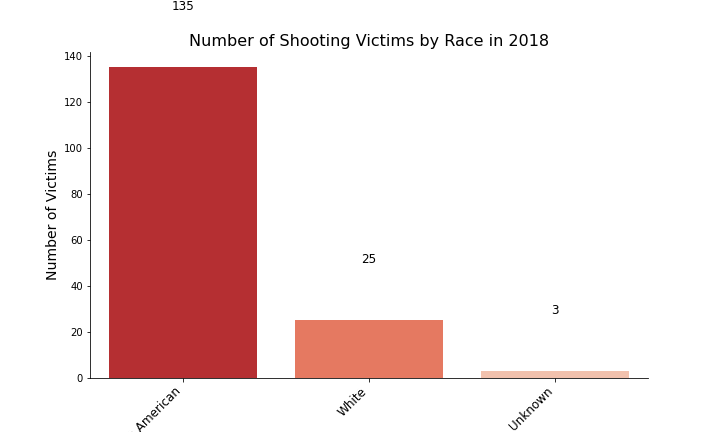 135
Number of Shooting Victims by Race in 2018
140
120
100
80
60
40
20
0
Number of Victims
25
3
American
White
Unknown